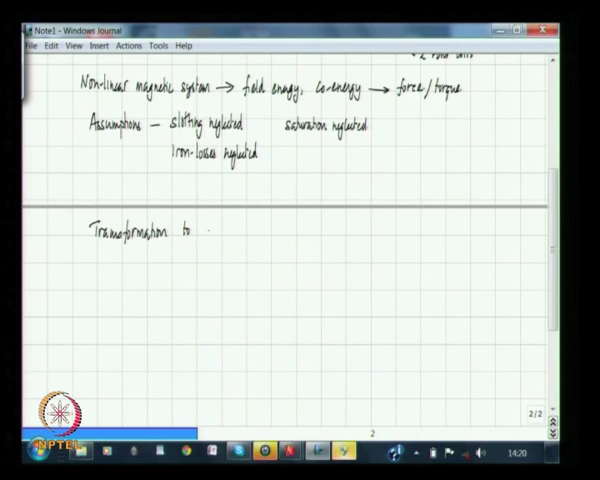 Note1 - Windows Journal
File Edit View Insert Actions Tools Help
Non-linear magnetic system → field energy, co-energy → force/torque
Assumptions – slotting neglected saturation neglected
Iron-losses neglected
Transformation to
2/2
2
NPTEL
14:20